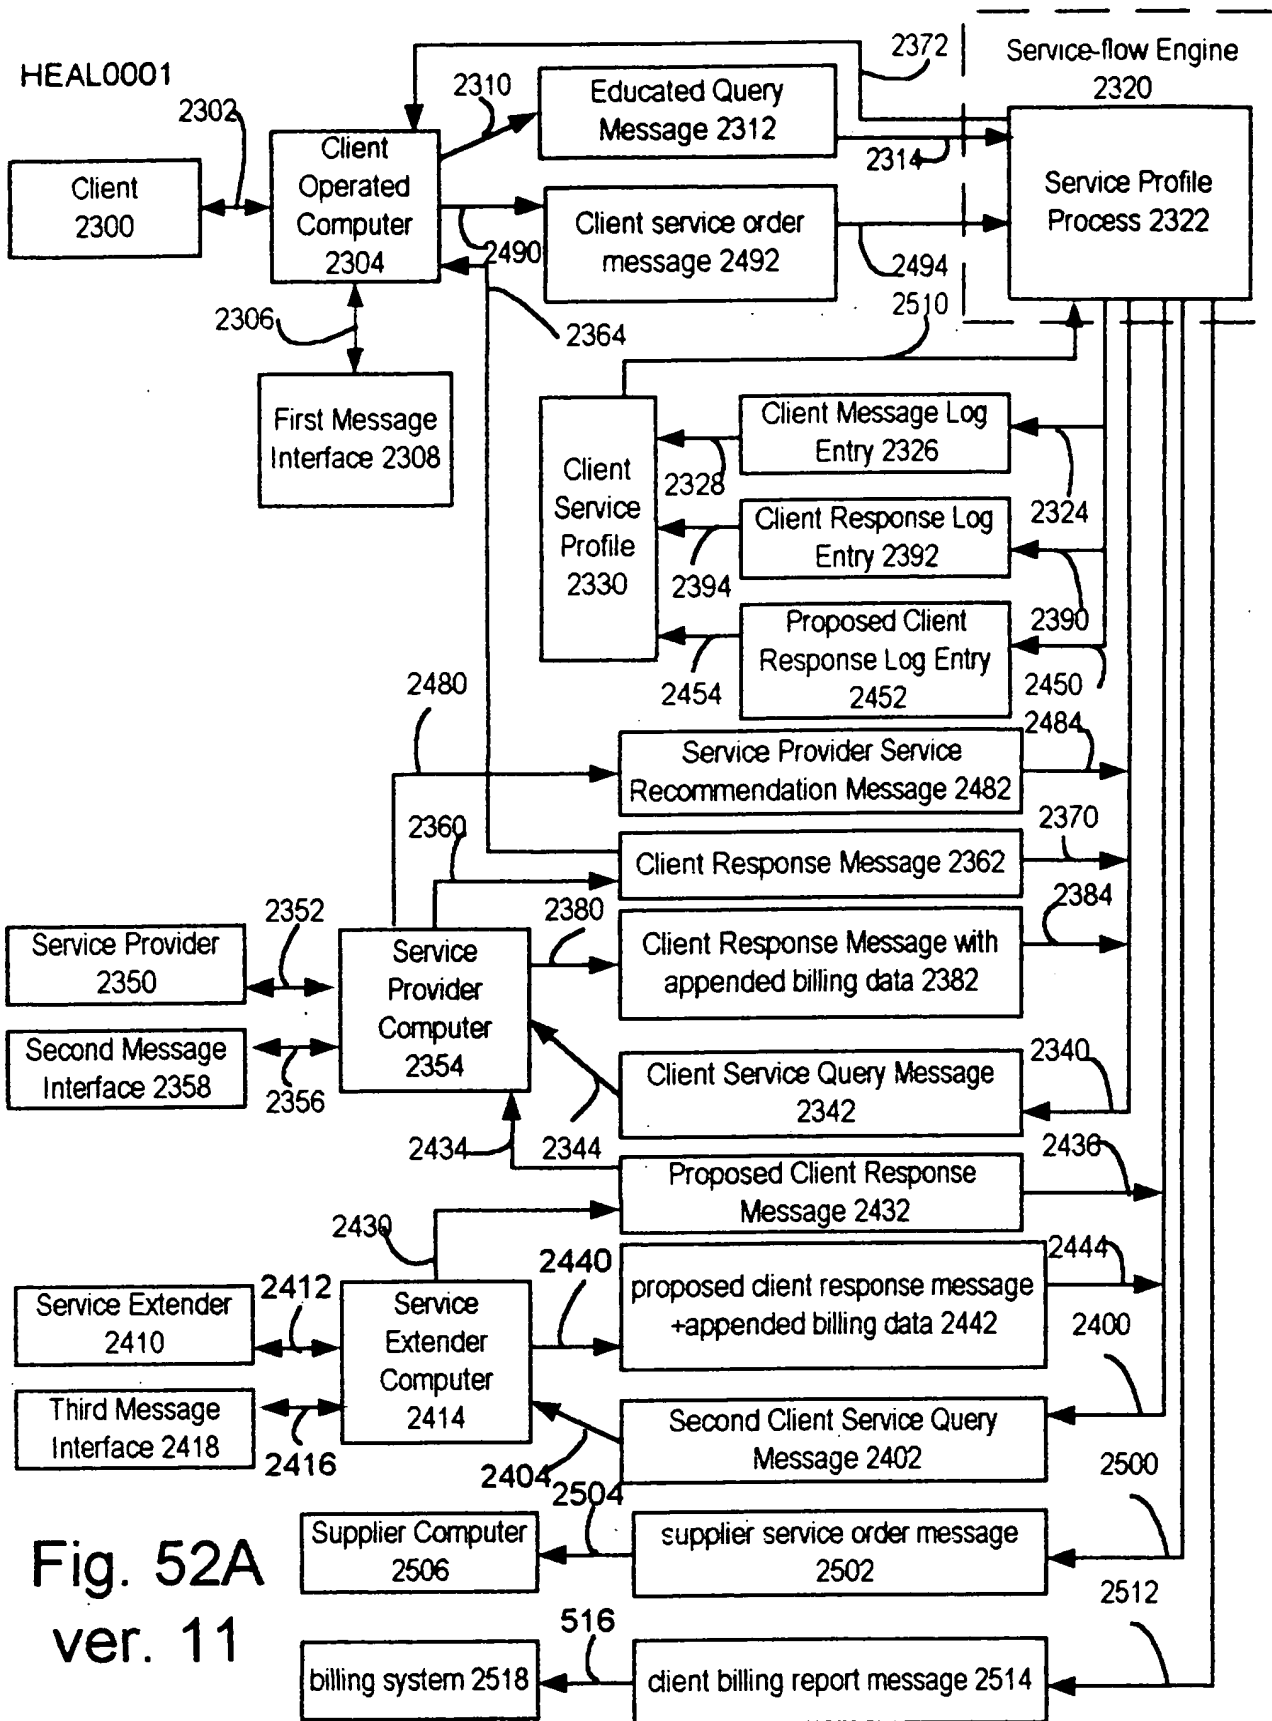 HEAL0001
2302
2310
Educated Query
Message 2312
2372
Service-flow Engine
2320
2314
Client
2300
Client
Operated
Computer
2304
2490
Client service order
message 2492
2494
Service Profile
Process 2322
2306
2364
2510
First Message
Interface 2308
Client
Service
Profile
2330
Client Message Log
Entry 2326
2328
2324
Client Response Log
Entry 2392
2394
2390
Proposed Client
Response Log Entry
2452
2454
2450
2480
Service Provider Service
Recommendation Message 2482
2484
2360
Client Response Message 2362
2370
2352
2380
2384
Service Provider
2350
Service
Provider
Computer
2354
Client Response Message with
appended billing data 2382
Second Message
Interface 2358
2356
2340
Client Service Query Message
2342
2434
2344
2436
Proposed Client Response
Message 2432
2430
2440
2444
2412
Service Extender
2410
Service
Extender
Computer
2414
proposed client response message
+appended billing data 2442
2400
Third Message
Interface 2418
2416
Second Client Service Query
Message 2402
2404
2504
2500
Supplier Computer
2506
supplier service order message
2502
2512
516
billing system 2518
client billing report message 2514
Fig. 52A
ver. 11